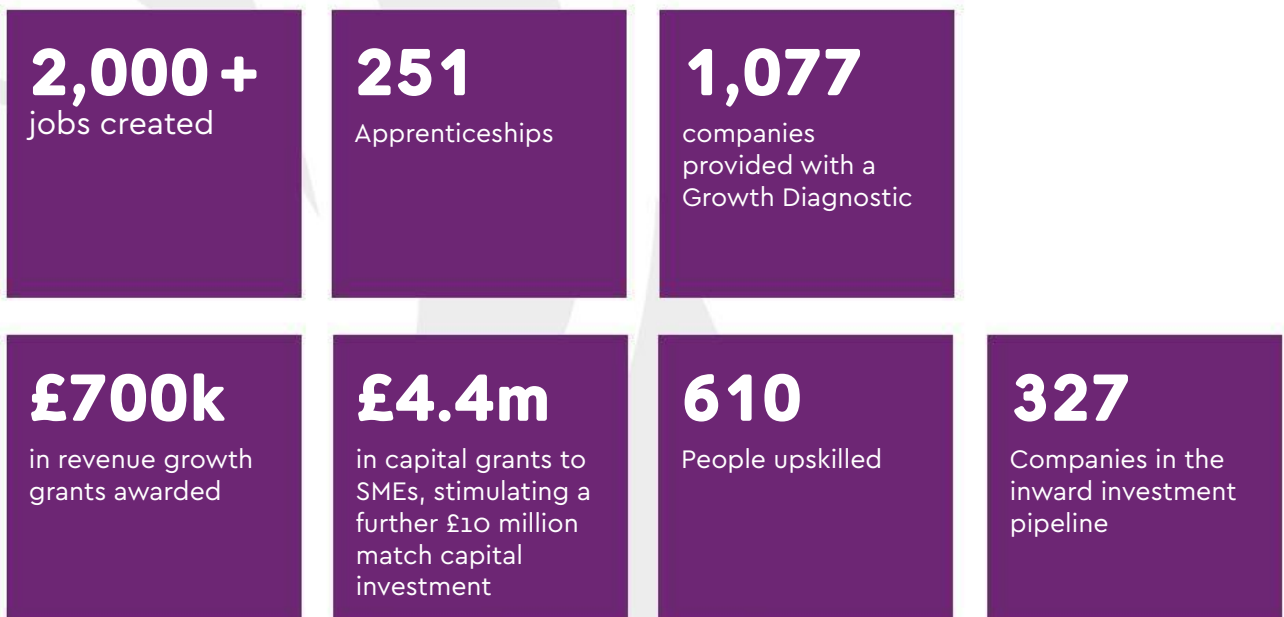 2,000+
jobs created
251
Apprenticeships
1,077
companies
provided with a
Growth Diagnostic
£700k
in revenue growth
grants awarded
£4.4m
in capital grants to
SMEs, stimulating a
further £10 million
match capital
investment
610
People upskilled
327
Companies in the
inward investment
pipeline